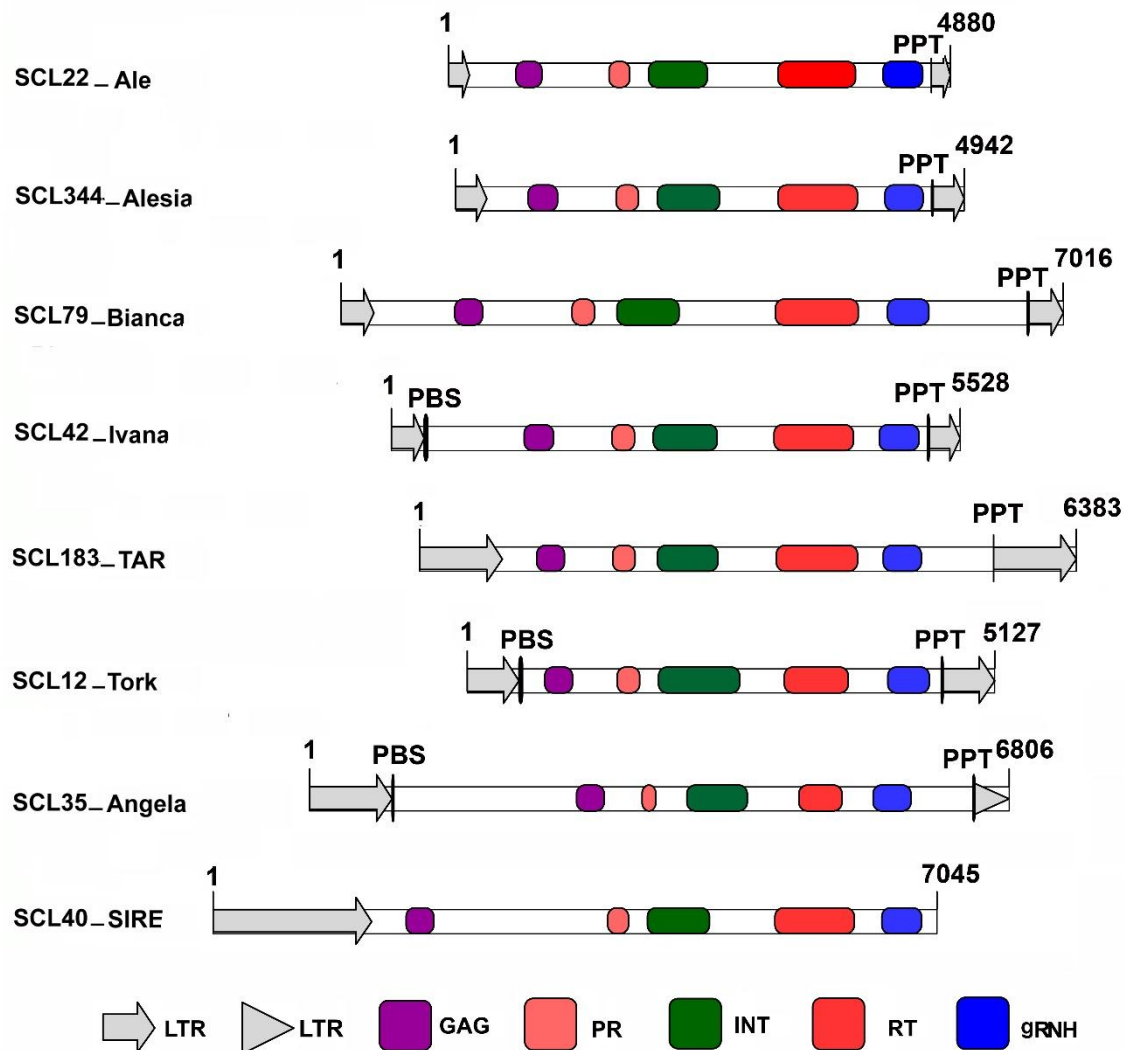 1 PPT 4880
SCL22_Ale
1 PPT 4942
SCL344_Alesia
1 PPT 7016
SCL79_Bianca
1 PBS PPT 5528
SCL42_Ivana
1 PPT 6383
SCL183_TAR
1 PBS PPT 5127
SCL12_Tork
1 PBS PPT 6806
SCL35_Angela
1 7045
SCL40_SIRE
LTR LTR GAG PR INT RT gRNH